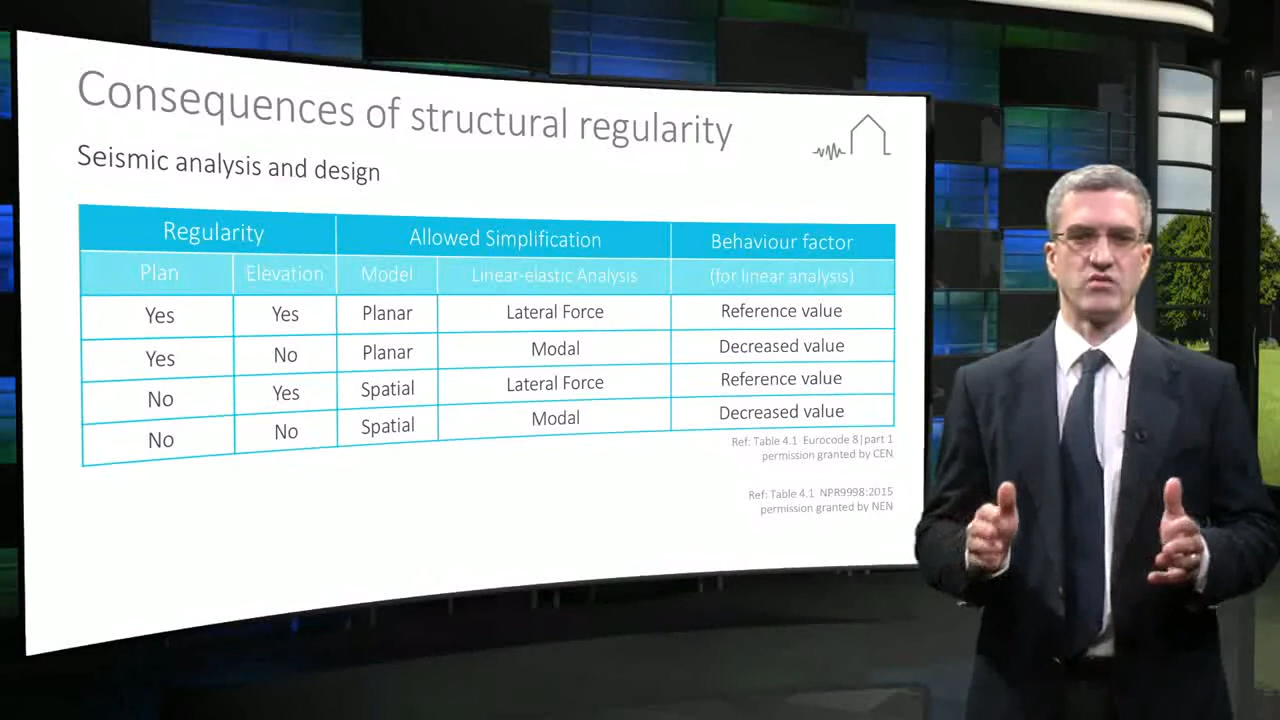 Consequences of structural regularity
Seismic analysis and design
Regularity Allowed Simplification Behaviour factor
Plan Elevation Model Linear-elastic Analysis (for linear analysis)
Yes Yes Planar Lateral Force Reference value
Yes No Planar Modal Decreased value
No Yes Spatial Lateral Force Reference value
No No Spatial Modal Decreased value
Ref: Table 4.1 Eurocode 8|part 1
permission granted by CEN
Ref: Table 4.1 NPR9998:2015
permission granted by NEN